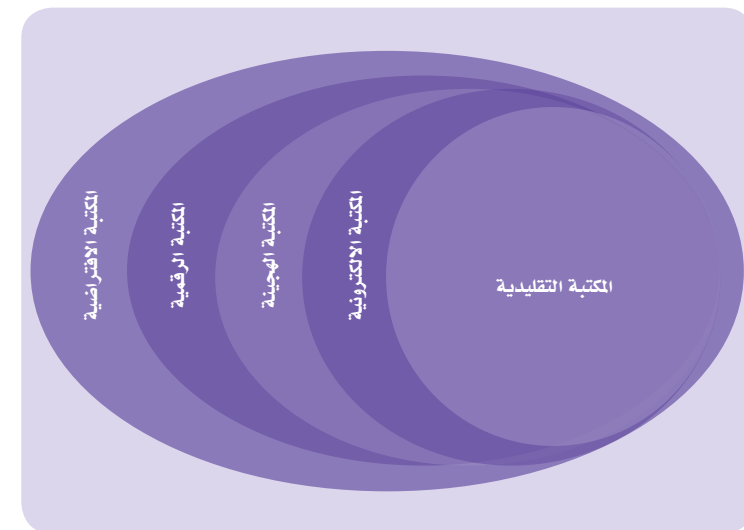 المكتبة التقليدية
المكتبة الالكترونية
المكتبة الهجينة
المكتبة الرقمية
المكتبة الافتراضية